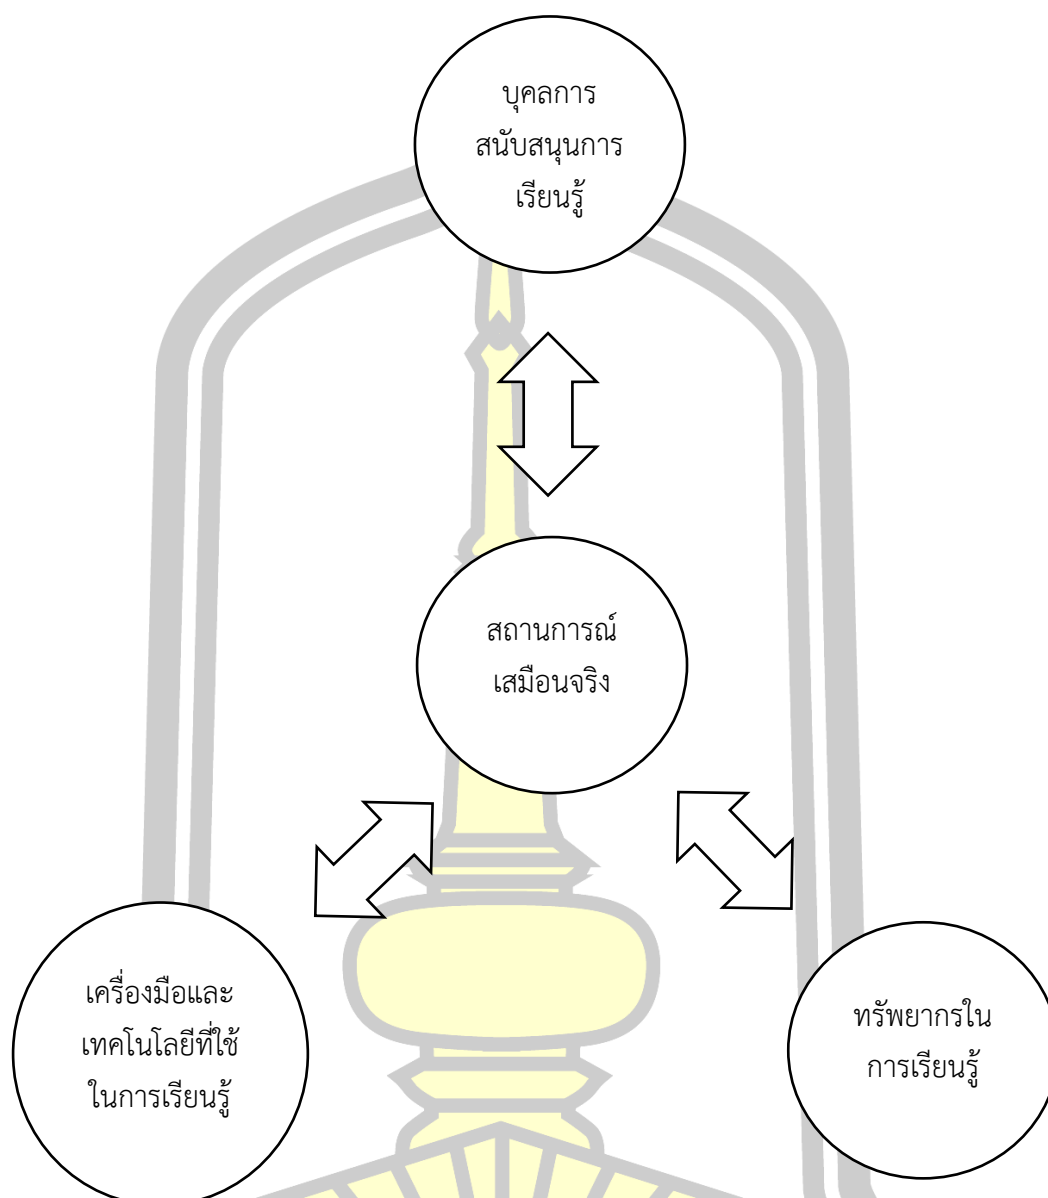 บุคลการ
สนับสนุนการ
เรียนรู้
สถานการณ์
เสมือนจริง
เครื่องมือและ
เทคโนโลยีที่ใช้
ในการเรียนรู้
ทรัพยากรใน
การเรียนรู้